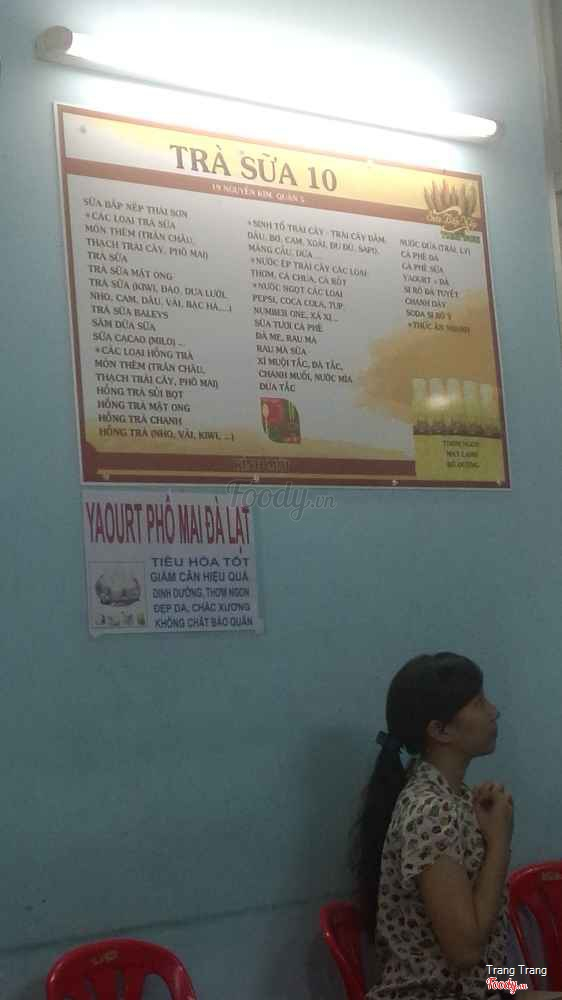 TRÀ SỮA 10
19 NGUYỄN KIM, QUẬN 5
SỮA BẮP NẾP THÁI SƠN
*CÁC LOẠI TRÀ SỮA
MÓN THÊM (TRÂN CHÂU,
THẠCH TRÁI CÂY, PHÔ MAI)
TRÀ SỮA
TRÀ SỮA MẬT ONG
TRÀ SỮA (KIWI, ĐÀO, DƯA LƯỚI,
NHO, CAM, DÂU, VẢI, BẠC HÀ,....)
TRÀ SỮA BALEYS
SÂM DỨA SỮA
SỮA CACAO (MILO) ...
*CÁC LOẠI HỒNG TRÀ
MÓN THÊM (TRÂN CHÂU,
THẠCH TRÁI CÂY, PHÔ MAI)
HỒNG TRÀ SỦI BỌT
HỒNG TRÀ MẬT ONG
HỒNG TRÀ CHANH
HỒNG TRÀ (NHO, VẢI, KIWI, ...)
*SINH TỐ TRÁI CÂY - TRÁI CÂY DẦM:
DÂU, BƠ, CAM, XOÀI, ĐU ĐỦ, SAPO,
MÃNG CẦU, DỪA ...
*NƯỚC ÉP TRÁI CÂY CÁC LOẠI:
THƠM, CÀ CHUA, CÀ RỐT
*NƯỚC NGỌT CÁC LOẠI
PEPSI, COCA COLA, 7UP,
NUMBER ONE, XÁ XỊ...
SỮA TƯƠI CÀ PHÊ
ĐÁ ME, RAU MÁ
RAU MÁ SỮA
XÍ MUỘI TẮC, ĐÁ TẮC,
CHANH MUỐI, NƯỚC MÍA
DỪA TẮC
NƯỚC DỪA (TRÁI, LY)
CÀ PHÊ ĐÁ
CÀ PHÊ SỮA
YAOURT + ĐÁ
SI RÔ ĐÁ TUYẾT
CHANH DÂY
SODA SI RÔ Ý
*THỨC ĂN NHANH
THƠM NGON
MÁT LẠNH
BỔ DƯỠNG
Foody.vn
YAOURT PHÔ MAI ĐÀ LẠT
TIÊU HÓA TỐT
GIẢM CÂN HIỆU QUẢ
DINH DƯỠNG, THƠM NGON
ĐẸP DA, CHẮC XƯƠNG
KHÔNG CHẤT BẢO QUẢN
Trang Trang
Foody.vn